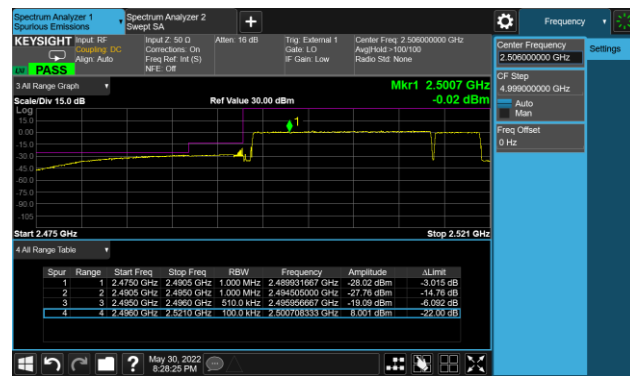 Spectrum Analyzer 1
Spurious Emissions
Spectrum Analyzer 2
Swept SA
Frequency
KEYSIGHT
Input: RF
Coupling: DC
Align: Auto
Input Z: 50 Ω
Corrections: On
Freq Ref: Int (S)
NFE: Off
Atten: 16 dB
Trig: External 1
Gate: LO
IF Gain: Low
Center Freq: 2.506000000 GHz
Avg|Hold:>100/100
Radio Std: None
PASS
Center Frequency
2.506000000 GHz
Settings
CF Step
4.999000000 GHz
Auto
Man
Freq Offset
0 Hz
3 All Range Graph
Mkr1 2.5007 GHz
Scale/Div 15.0 dB
Ref Value 30.00 dBm
-0.02 dBm
Log
15.0
0.00
-15.0
-30.0
-45.0
-60.0
-75.0
-90.0
-105
1
Start 2.475 GHz
Stop 2.521 GHz
4 All Range Table
Spur Range Start Freq Stop Freq RBW Frequency Amplitude ΔLimit
1 1 2.4750 GHz 2.4905 GHz 1.000 MHz 2.489931667 GHz -28.02 dBm -3.015 dB
2 2 2.4905 GHz 2.4950 GHz 1.000 MHz 2.494505000 GHz -27.76 dBm -14.76 dB
3 3 2.4950 GHz 2.4960 GHz 510.0 kHz 2.495956667 GHz -19.09 dBm -6.092 dB
4 4 2.4960 GHz 2.5210 GHz 100.0 kHz 2.500708333 GHz 8.001 dBm -22.00 dB
May 30, 2022
8:28:25 PM